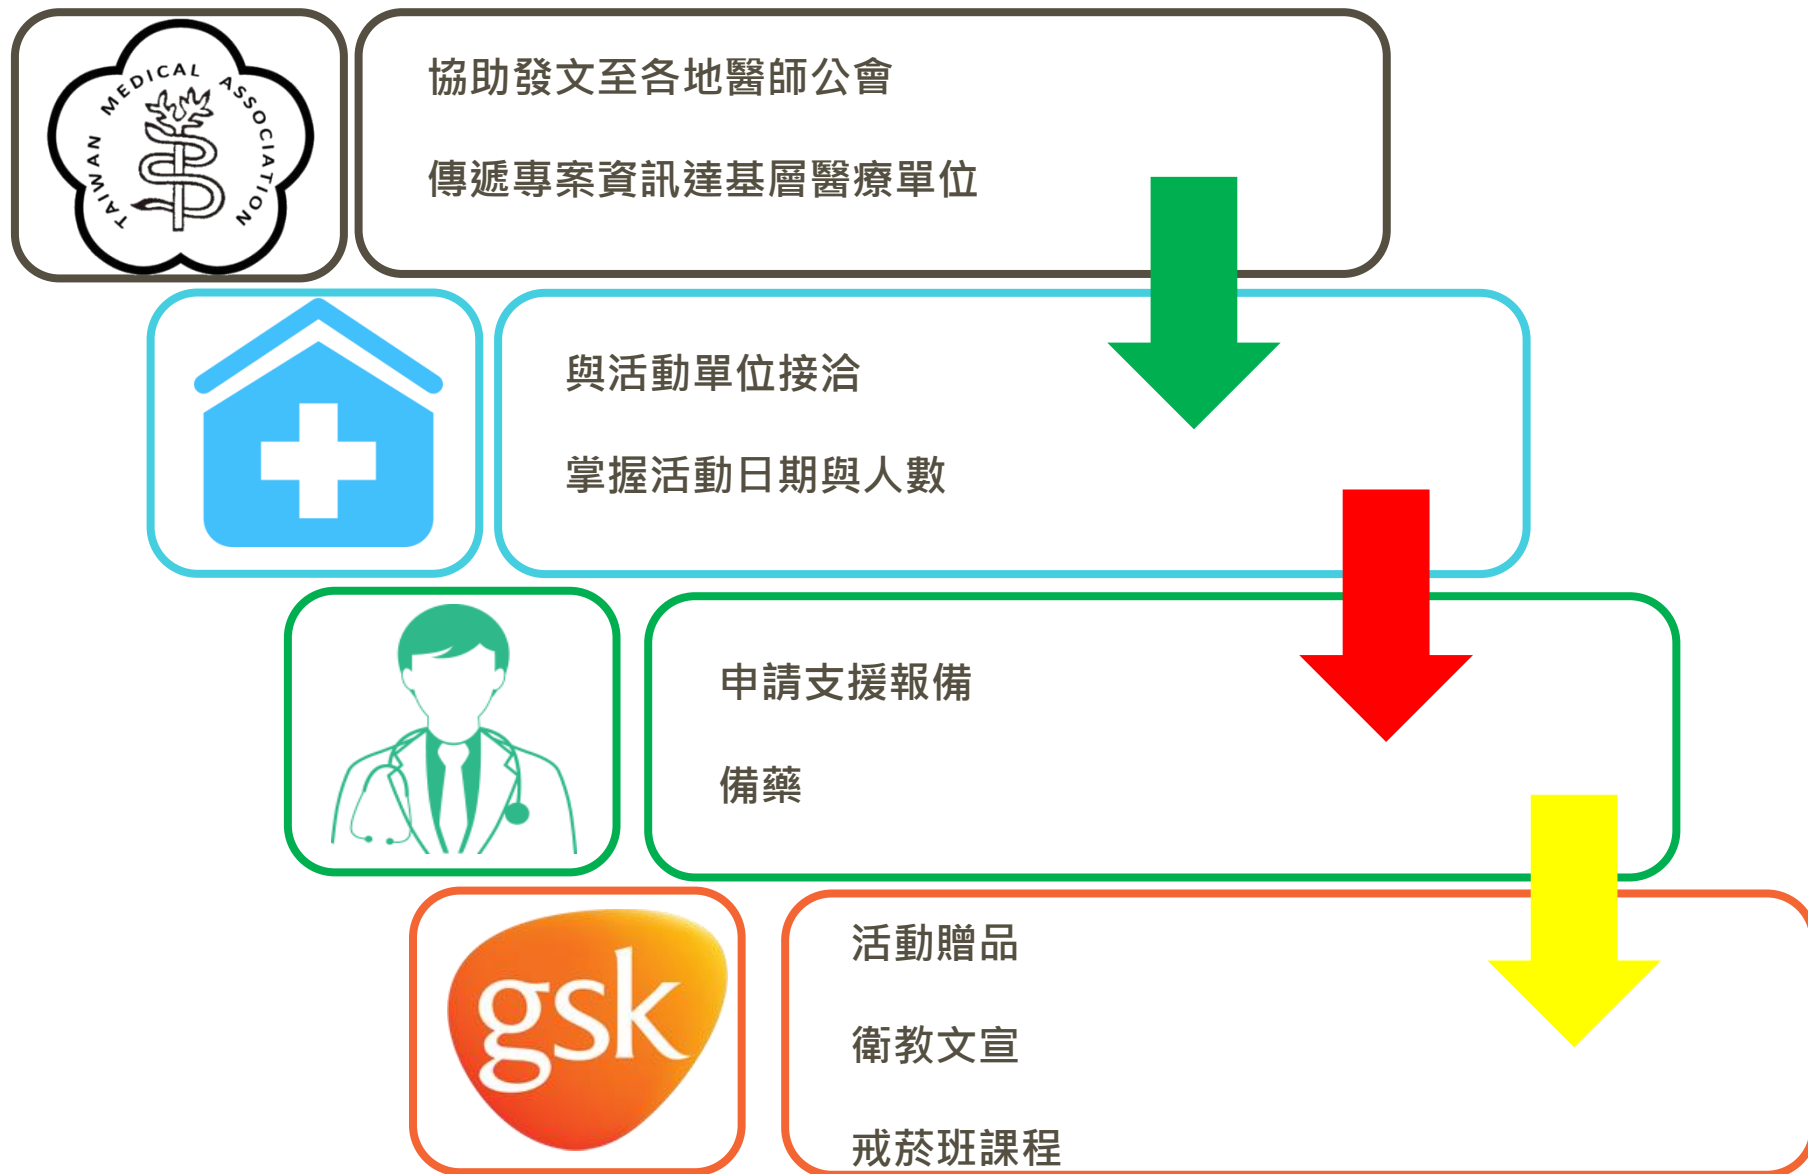 TAIWAN MEDICAL ASSOCIATION
協助發文至各地醫師公會
傳遞專案資訊達基層醫療單位
與活動單位接洽
掌握活動日期與人數
申請支援報備
備藥
gsk
活動贈品
衛教文宣
戒菸班課程